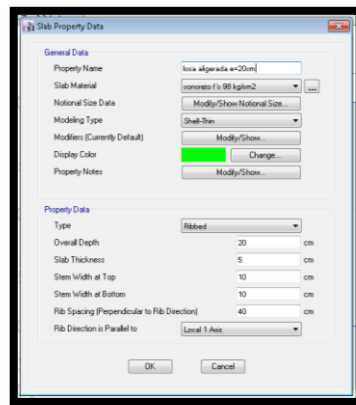 Slab Property Data
General Data
Property Name losa aligerada e=20cm
Slab Material conoreto f'c 98 kg/cm2 ...
Notional Size Data Modify/Show Notional Size...
Modeling Type Shell-Thin
Modifiers (Currently Default) Modify/Show...
Display Color Change...
Property Notes Modify/Show...
Property Data
Type Ribbed
Overall Depth 20 cm
Slab Thickness 5 cm
Stem Width at Top 10 cm
Stem Width at Bottom 10 cm
Rib Spacing (Perpendicular to Rib Direction) 40 cm
Rib Direction is Parallel to Local 1 Axis
OK Cancel